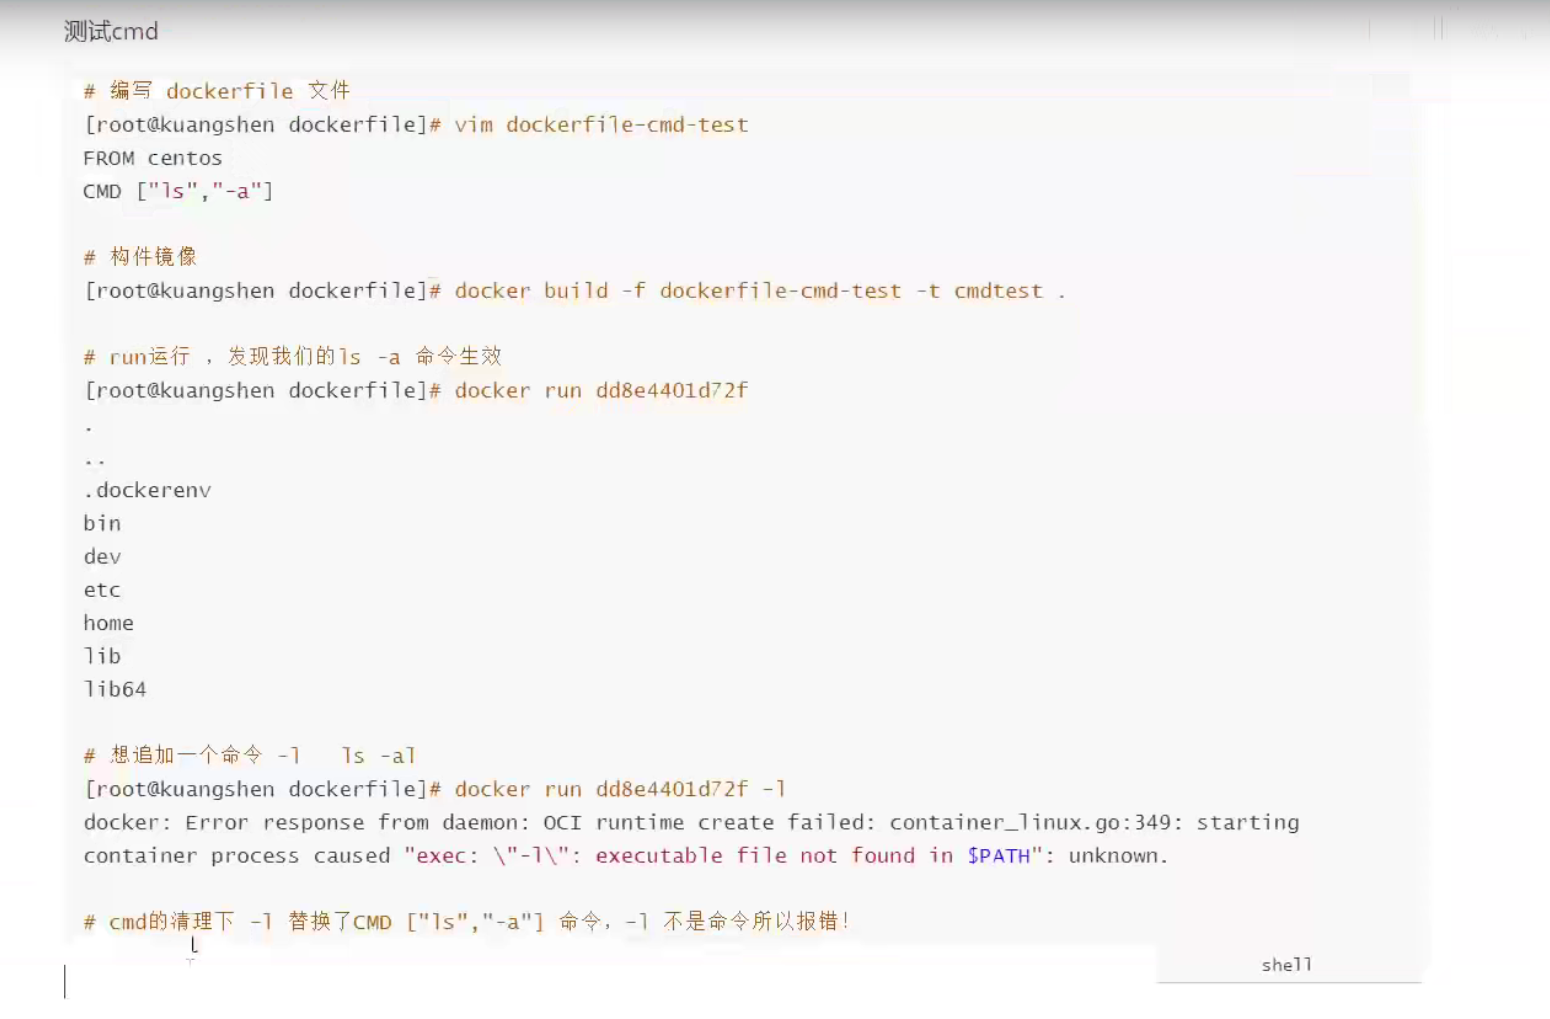 测试cmd
# 编写 dockerfile 文件
[root@kuangshen dockerfile]# vim dockerfile-cmd-test
FROM centos
CMD ["ls","-a"]
# 构件镜像
[root@kuangshen dockerfile]# docker build -f dockerfile-cmd-test -t cmdtest .
# run运行 ，发现我们的ls -a 命令生效
[root@kuangshen dockerfile]# docker run dd8e4401d72f
.
..
.dockerenv
bin
dev
etc
home
lib
lib64
# 想追加一个命令 -l   ls -al
[root@kuangshen dockerfile]# docker run dd8e4401d72f -l
docker: Error response from daemon: OCI runtime create failed: container_linux.go:349: starting
container process caused "exec: \"-l\": executable file not found in $PATH": unknown.
# cmd的清理下 -l 替换了CMD ["ls","-a"] 命令，-l 不是命令所以报错！
shell